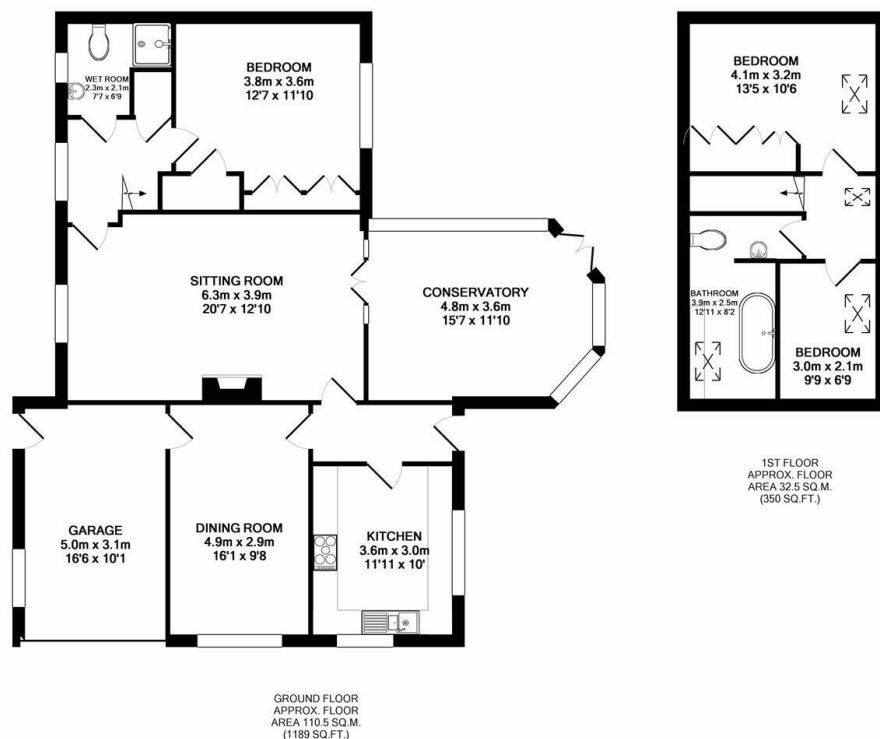 WET ROOM
2.3m x 2.1m
7'7 x 6'9
BEDROOM
3.8m x 3.6m
12'7 x 11'10
SITTING ROOM
6.3m x 3.9m
20'7 x 12'10
CONSERVATORY
4.8m x 3.6m
15'7 x 11'10
GARAGE
5.0m x 3.1m
16'6 x 10'1
DINING ROOM
4.9m x 2.9m
16'1 x 9'8
KITCHEN
3.6m x 3.0m
11'11 x 10'
GROUND FLOOR
APPROX. FLOOR
AREA 110.5 SQ.M.
(1189 SQ.FT.)
BEDROOM
4.1m x 3.2m
13'5 x 10'6
BATHROOM
3.9m x 2.5m
12'11 x 8'2
BEDROOM
3.0m x 2.1m
9'9 x 6'9
1ST FLOOR
APPROX. FLOOR
AREA 32.5 SQ.M.
(350 SQ.FT.)